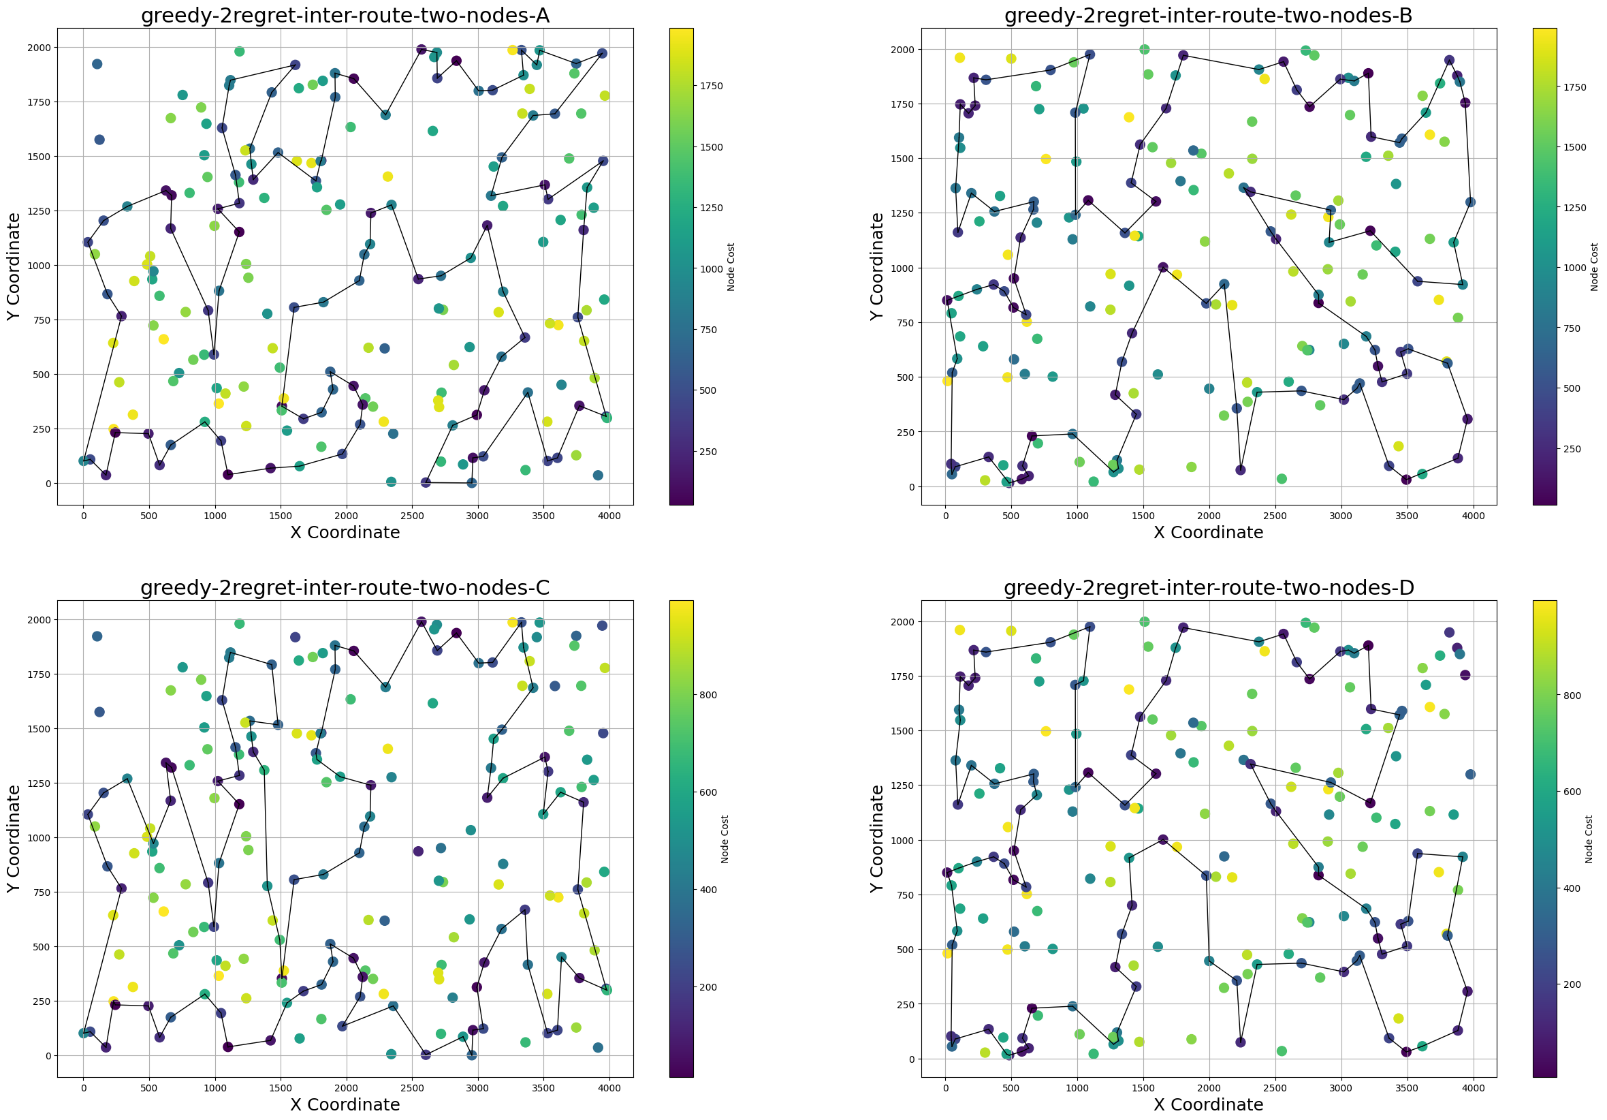 greedy-2regret-inter-route-two-nodes-A
2000
1750
1500
1250
1000
750
500
250
0
Y Coordinate
0 500 1000 1500 2000 2500 3000 3500 4000
X Coordinate
1750
1500
1250
1000
750
500
250
Node Cost
greedy-2regret-inter-route-two-nodes-B
2000
1750
1500
1250
1000
750
500
250
0
Y Coordinate
0 500 1000 1500 2000 2500 3000 3500 4000
X Coordinate
1750
1500
1250
1000
750
500
250
Node Cost
greedy-2regret-inter-route-two-nodes-C
2000
1750
1500
1250
1000
750
500
250
0
Y Coordinate
0 500 1000 1500 2000 2500 3000 3500 4000
X Coordinate
800
600
400
200
Node Cost
greedy-2regret-inter-route-two-nodes-D
2000
1750
1500
1250
1000
750
500
250
0
Y Coordinate
0 500 1000 1500 2000 2500 3000 3500 4000
X Coordinate
800
600
400
200
Node Cost